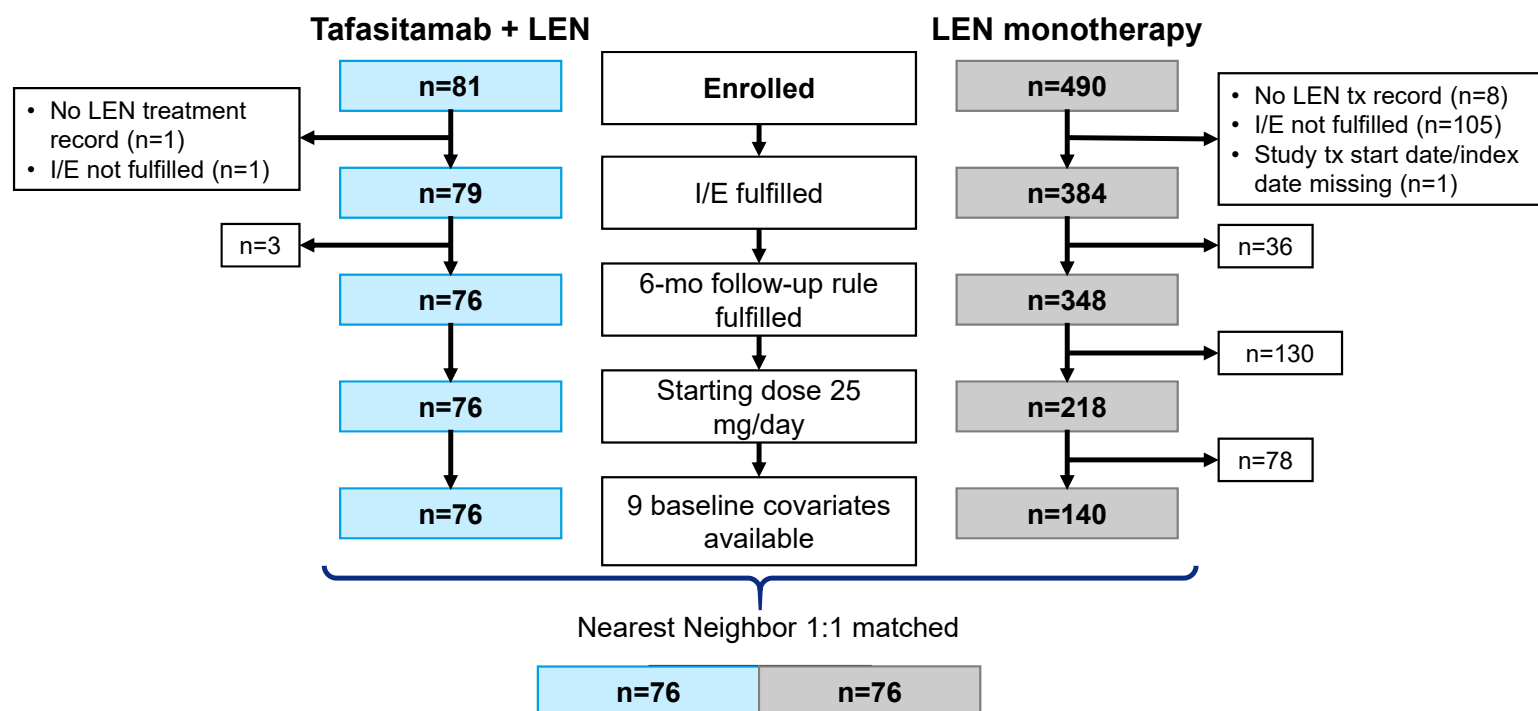 Tafasitamab + LEN
LEN monotherapy
n=81
Enrolled
n=490
• No LEN treatment
record (n=1)
• I/E not fulfilled (n=1)
• No LEN tx record (n=8)
• I/E not fulfilled (n=105)
• Study tx start date/index
date missing (n=1)
n=79
I/E fulfilled
n=384
n=3
n=36
n=76
6-mo follow-up rule
fulfilled
n=348
n=130
n=76
Starting dose 25
mg/day
n=218
n=78
n=76
9 baseline covariates
available
n=140
Nearest Neighbor 1:1 matched
n=76
n=76